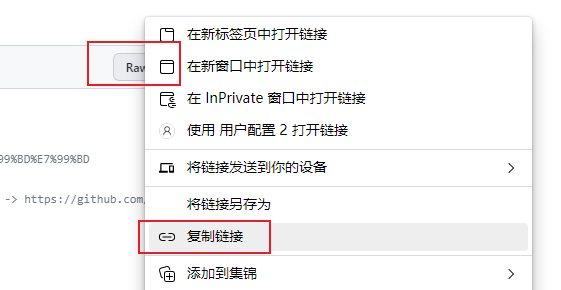 在新标签页中打开链接
Raw
在新窗口中打开链接
在 InPrivate 窗口中打开链接
使用 用户配置 2 打开链接
99%BD%E7%99%BD
将链接发送到你的设备
-> https://github.com/
将链接另存为
复制链接
添加到集锦